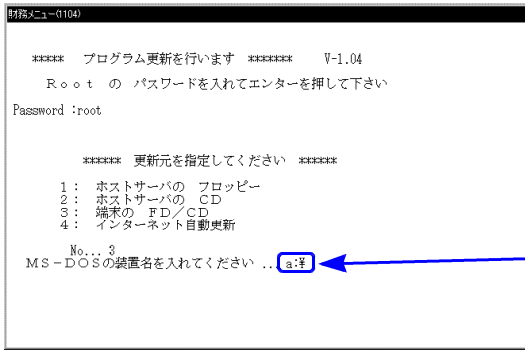 財務メニュー(1104)
***** プログラム更新を行います ******* V-1.04
Ｒｏｏｔ の パスワードを入れてエンターを押して下さい
Password :root
****** 更新元を指定してください ******
１： ホストサーバの フロッピー
２： ホストサーバの ＣＤ
３： 端末の ＦＤ／ＣＤ
４： インターネット自動更新
No... 3
ＭＳ－ＤＯＳの装置名を入れてください ... a:¥